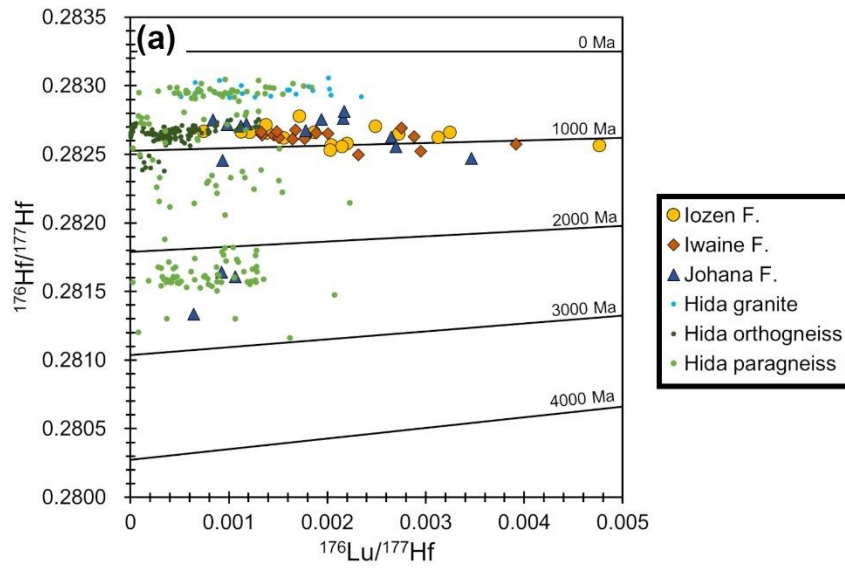 (a)
0.2835
0.2830
0.2825
0.2820
0.2815
0.2810
0.2805
0.2800
¹⁷⁶Hf/¹⁷⁷Hf
0 Ma
1000 Ma
2000 Ma
3000 Ma
4000 Ma
0
0.001
0.002
0.003
0.004
0.005
¹⁷⁶Lu/¹⁷⁷Hf
Iozen F.
Iwaine F.
Johana F.
Hida granite
Hida orthogneiss
Hida paragneiss